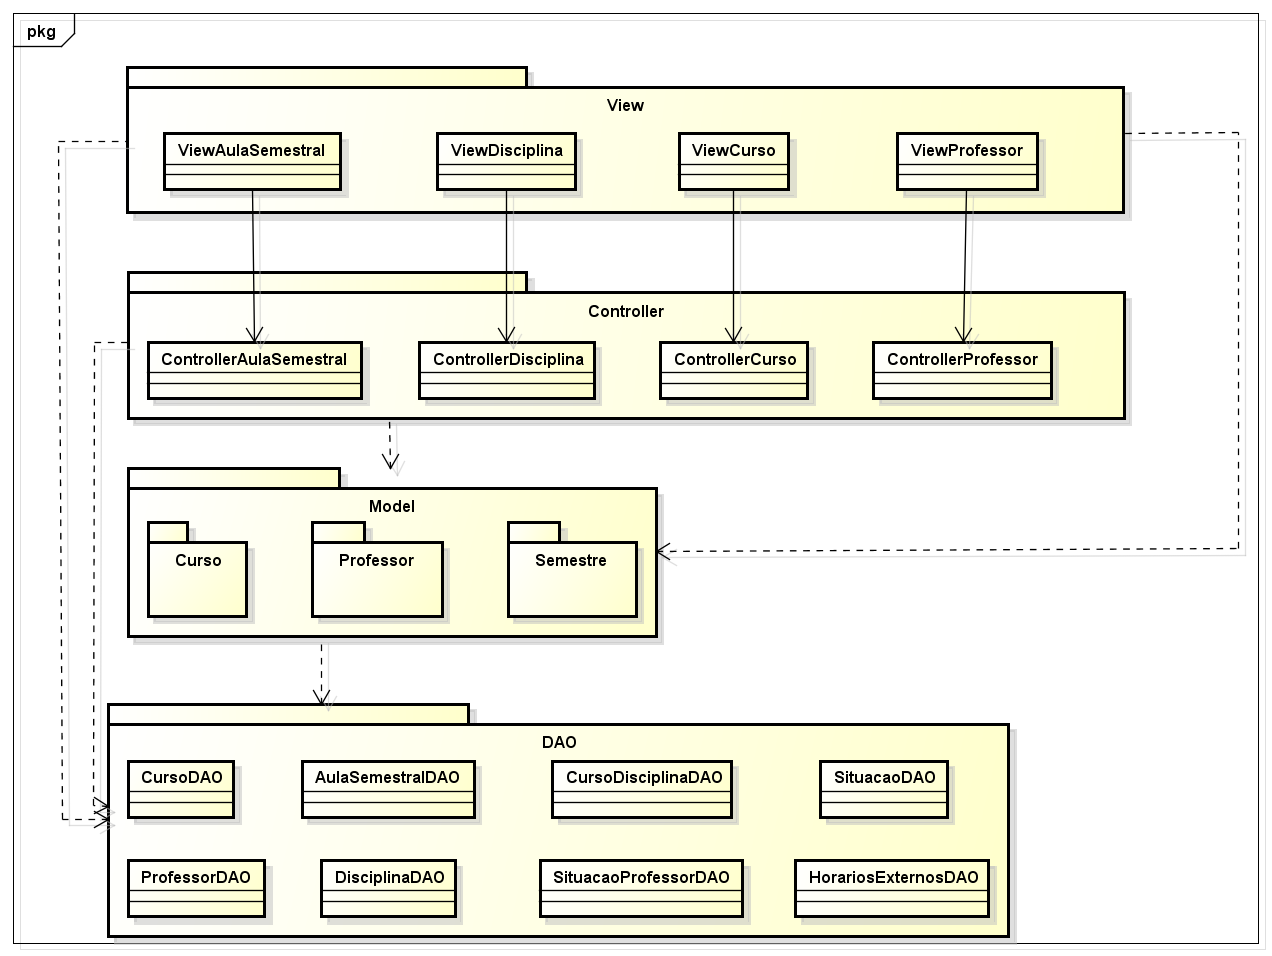 pkg
View
ViewAulaSemestral
ViewDisciplina
ViewCurso
ViewProfessor
Controller
ControllerAulaSemestral
ControllerDisciplina
ControllerCurso
ControllerProfessor
Model
Curso
Professor
Semestre
DAO
CursoDAO
AulaSemestralDAO
CursoDisciplinaDAO
SituacaoDAO
ProfessorDAO
DisciplinaDAO
SituacaoProfessorDAO
HorariosExternosDAO